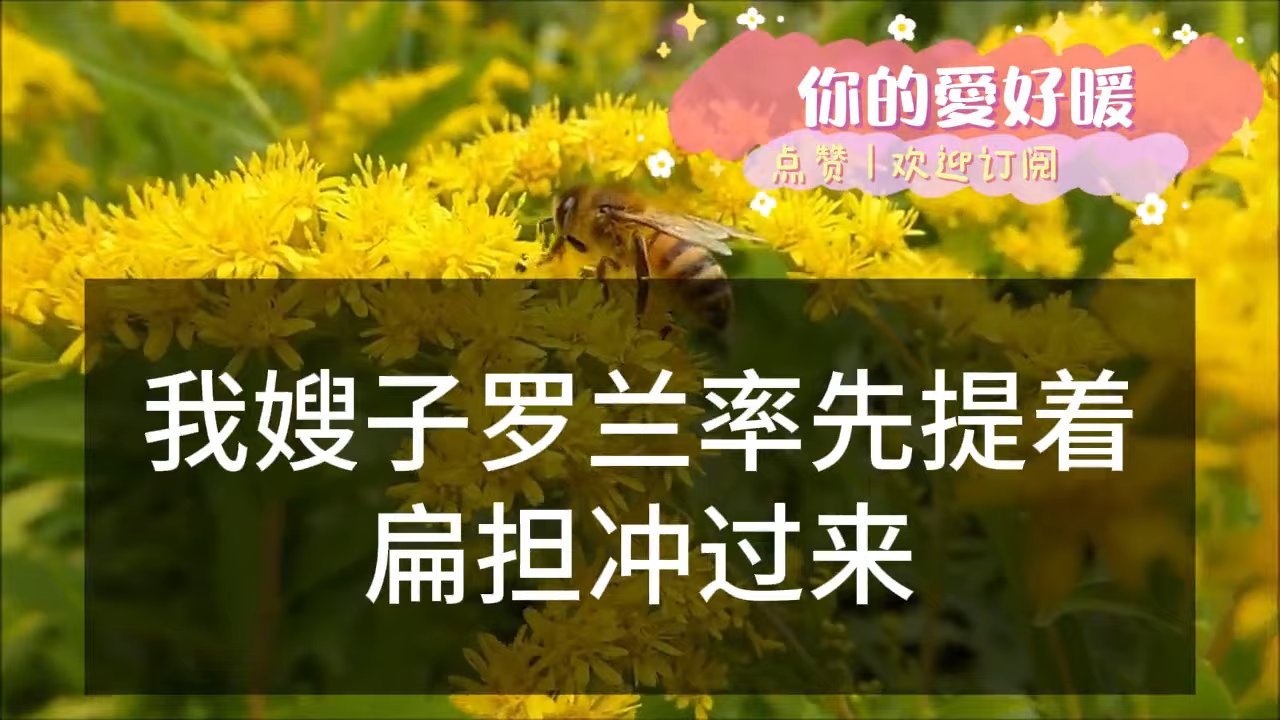 你的愛好暖
点赞 | 欢迎订阅
我嫂子罗兰率先提着
扁担冲过来